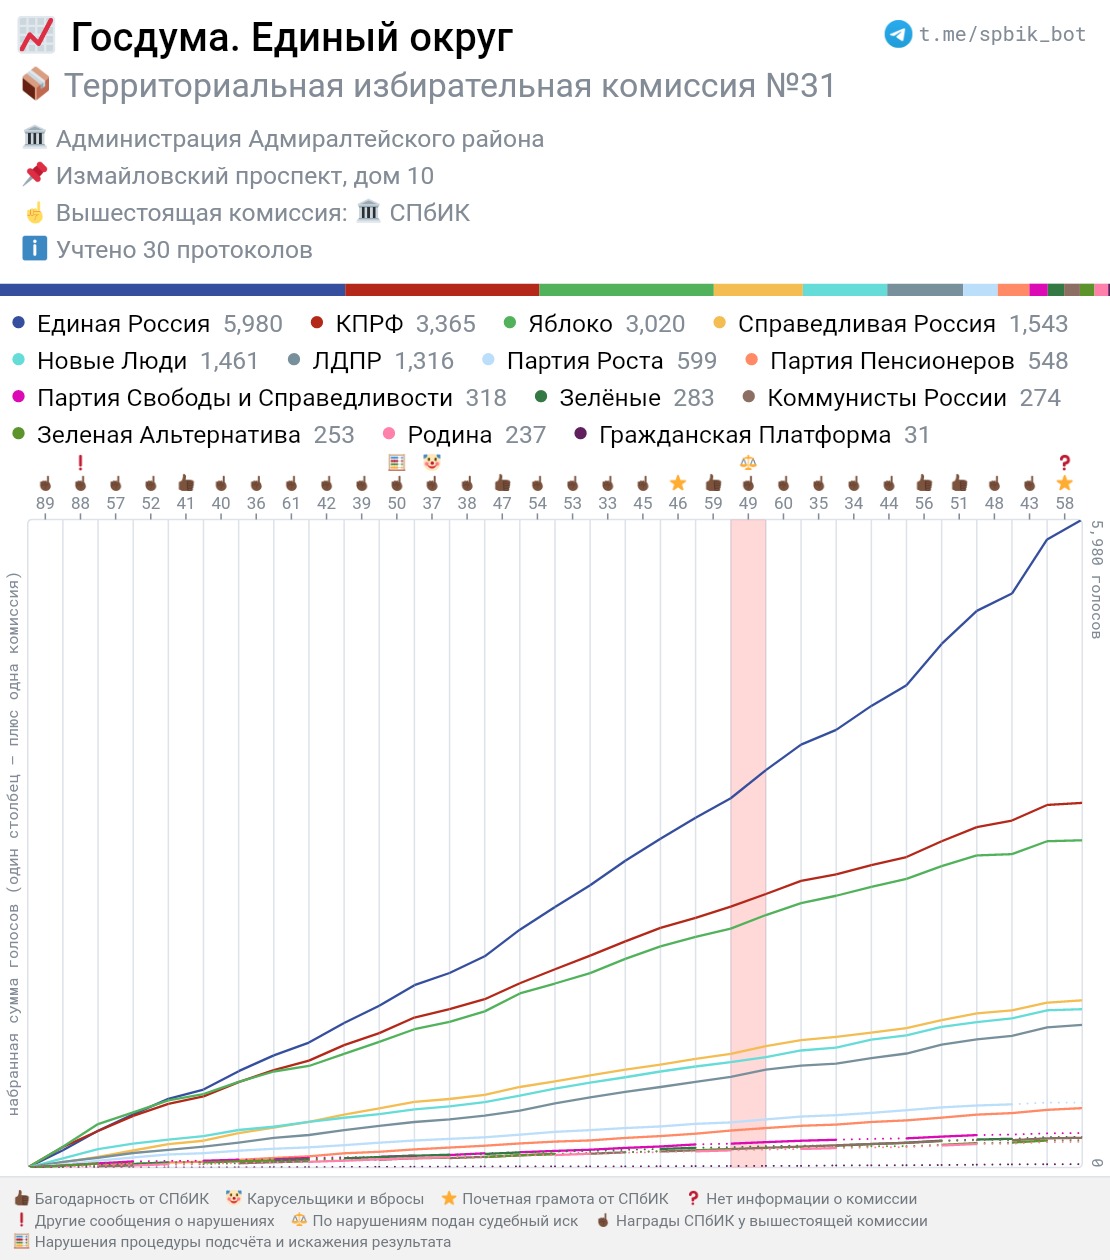 Госдума. Единый округ
t.me/spbik_bot
Территориальная избирательная комиссия №31
Администрация Адмиралтейского района
Измайловский проспект, дом 10
Вышестоящая комиссия: СПбИК
Учтено 30 протоколов
Единая Россия 5,980 КПРФ 3,365 Яблоко 3,020 Справедливая Россия 1,543
Новые Люди 1,461 ЛДПР 1,316 Партия Роста 599 Партия Пенсионеров 548
Партия Свободы и Справедливости 318 Зелёные 283 Коммунисты России 274
Зеленая Альтернатива 253 Родина 237 Гражданская Платформа 31
89 88 57 52 41 40 36 61 42 39 50 37 38 47 54 53 33 45 46 59 49 60 35 34 44 56 51 48 43 58
набранная сумма голосов (один столбец — плюс одна комиссия)
5,980 голосов
0
Багодарность от СПбИК Карусельщики и вбросы Почетная грамота от СПбИК Нет информации о комиссии
Другие сообщения о нарушениях По нарушениям подан судебный иск Награды СПбИК у вышестоящей комиссии
Нарушения процедуры подсчёта и искажения результата